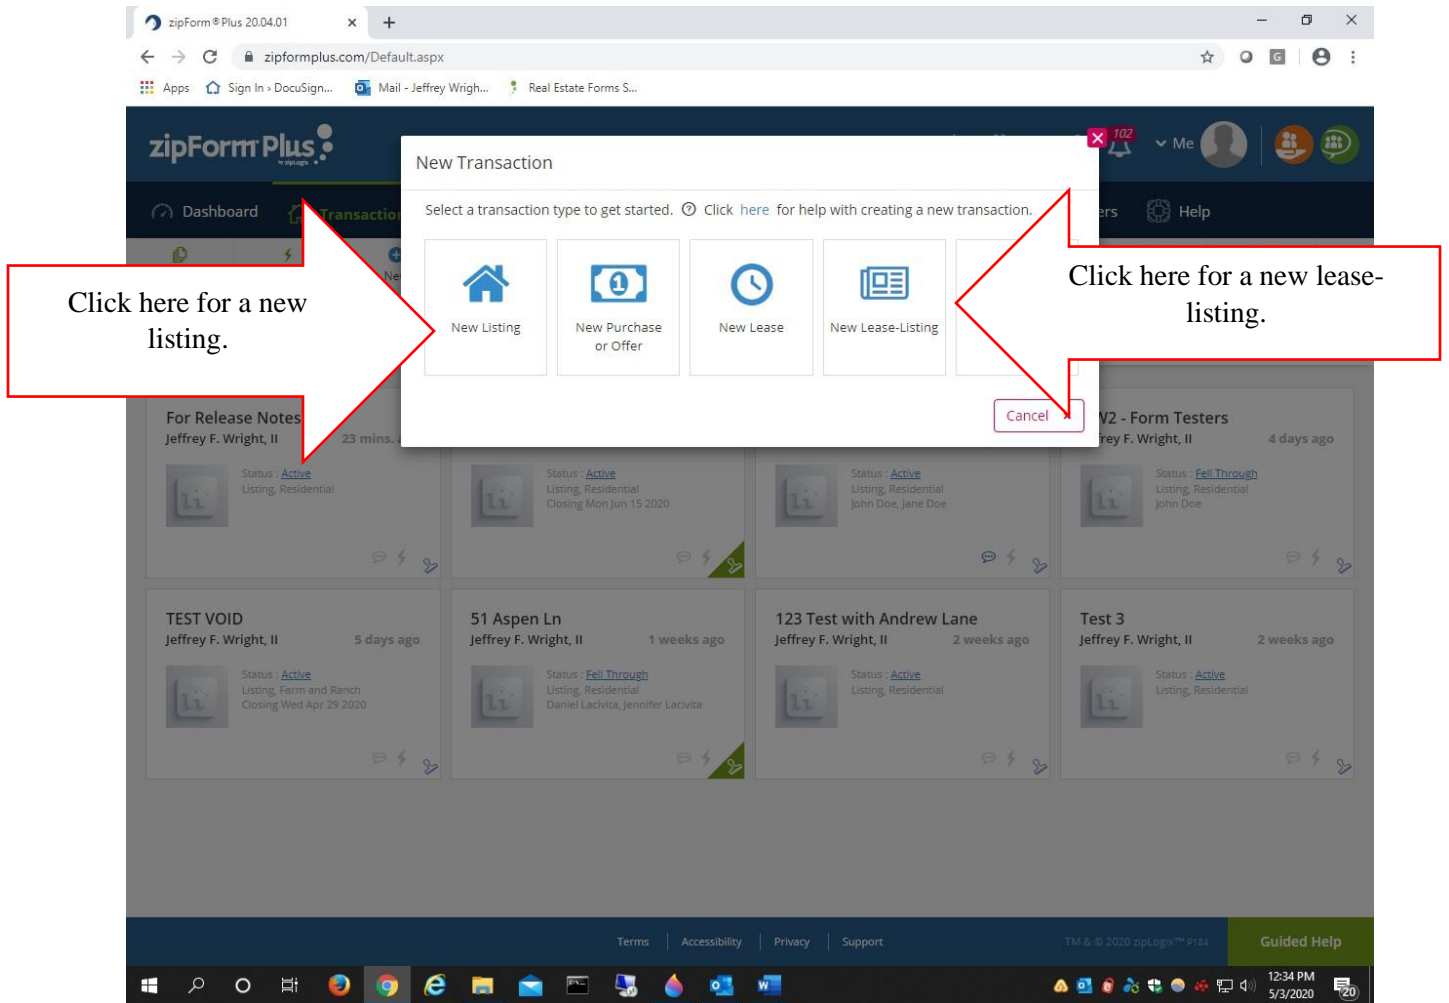 zipForm® Plus 20.04.01
zipformplus.com/Default.aspx
Apps Sign In › DocuSign... Mail - Jeffrey Wrigh... Real Estate Forms S...
zipForm Plus
by zipLogix
102
Me
New Transaction
Dashboard Transaction Help
Select a transaction type to get started. Click here for help with creating a new transaction.
Click here for a new
listing.
New Listing
New Purchase
or Offer
New Lease
New Lease-Listing
Click here for a new lease-
listing.
Cancel
For Release Notes
Jeffrey F. Wright, II 23 mins.
Status : Active
Listing, Residential
Status : Active
Listing, Residential
Closing Mon Jun 15 2020
Status : Active
Listing, Residential
John Doe, Jane Doe
W2 - Form Testers
rey F. Wright, II 4 days ago
Status : Fell Through
Listing, Residential
John Doe
TEST VOID
Jeffrey F. Wright, II 5 days ago
Status : Active
Listing, Farm and Ranch
Closing Wed Apr 29 2020
51 Aspen Ln
Jeffrey F. Wright, II 1 weeks ago
Status : Fell Through
Listing, Residential
Daniel Lacivita, Jennifer Lacivita
123 Test with Andrew Lane
Jeffrey F. Wright, II 2 weeks ago
Status : Active
Listing, Residential
Test 3
Jeffrey F. Wright, II 2 weeks ago
Status : Active
Listing, Residential
Terms Accessibility Privacy Support TM & © 2020 zipLogix™ P184 Guided Help
12:34 PM
5/3/2020
20